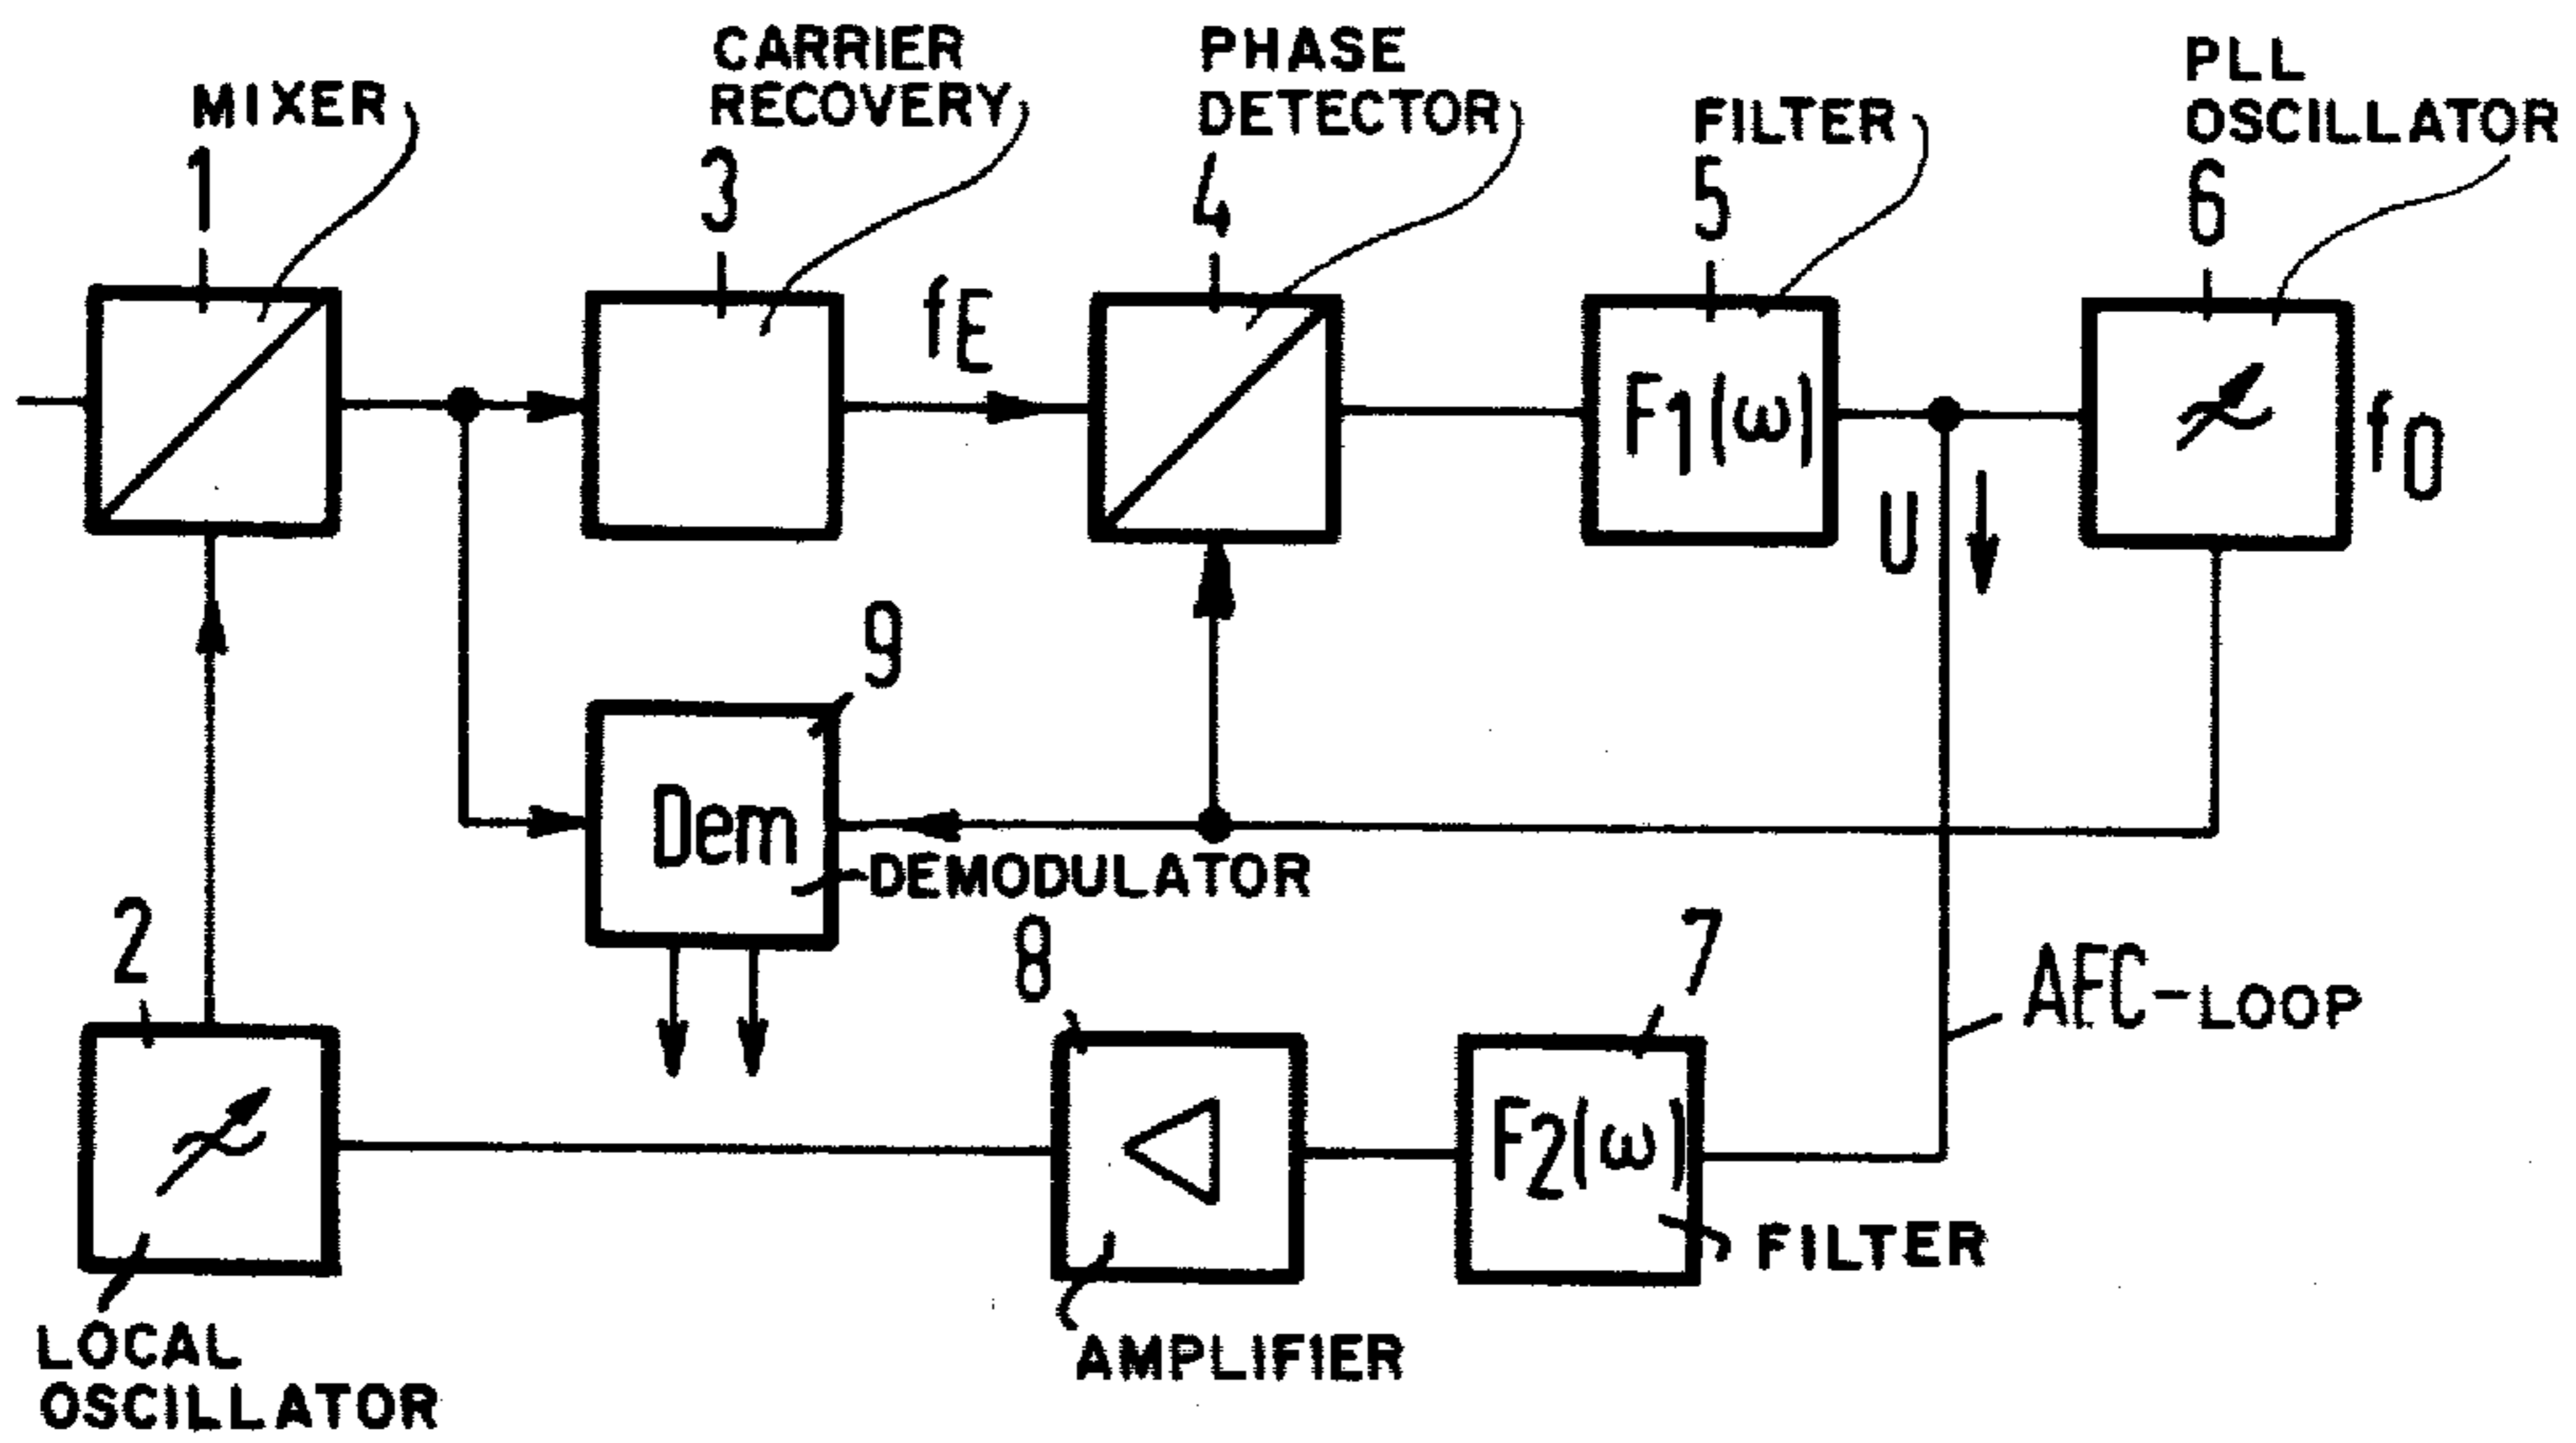 MIXER
1
CARRIER
RECOVERY
3
PHASE
DETECTOR
4
FILTER
5
PLL
OSCILLATOR
6
fE
F1(ω)
U
fO
9
Dem
DEMODULATOR
2
8
7
F2(ω)
AFC-LOOP
FILTER
AMPLIFIER
LOCAL
OSCILLATOR